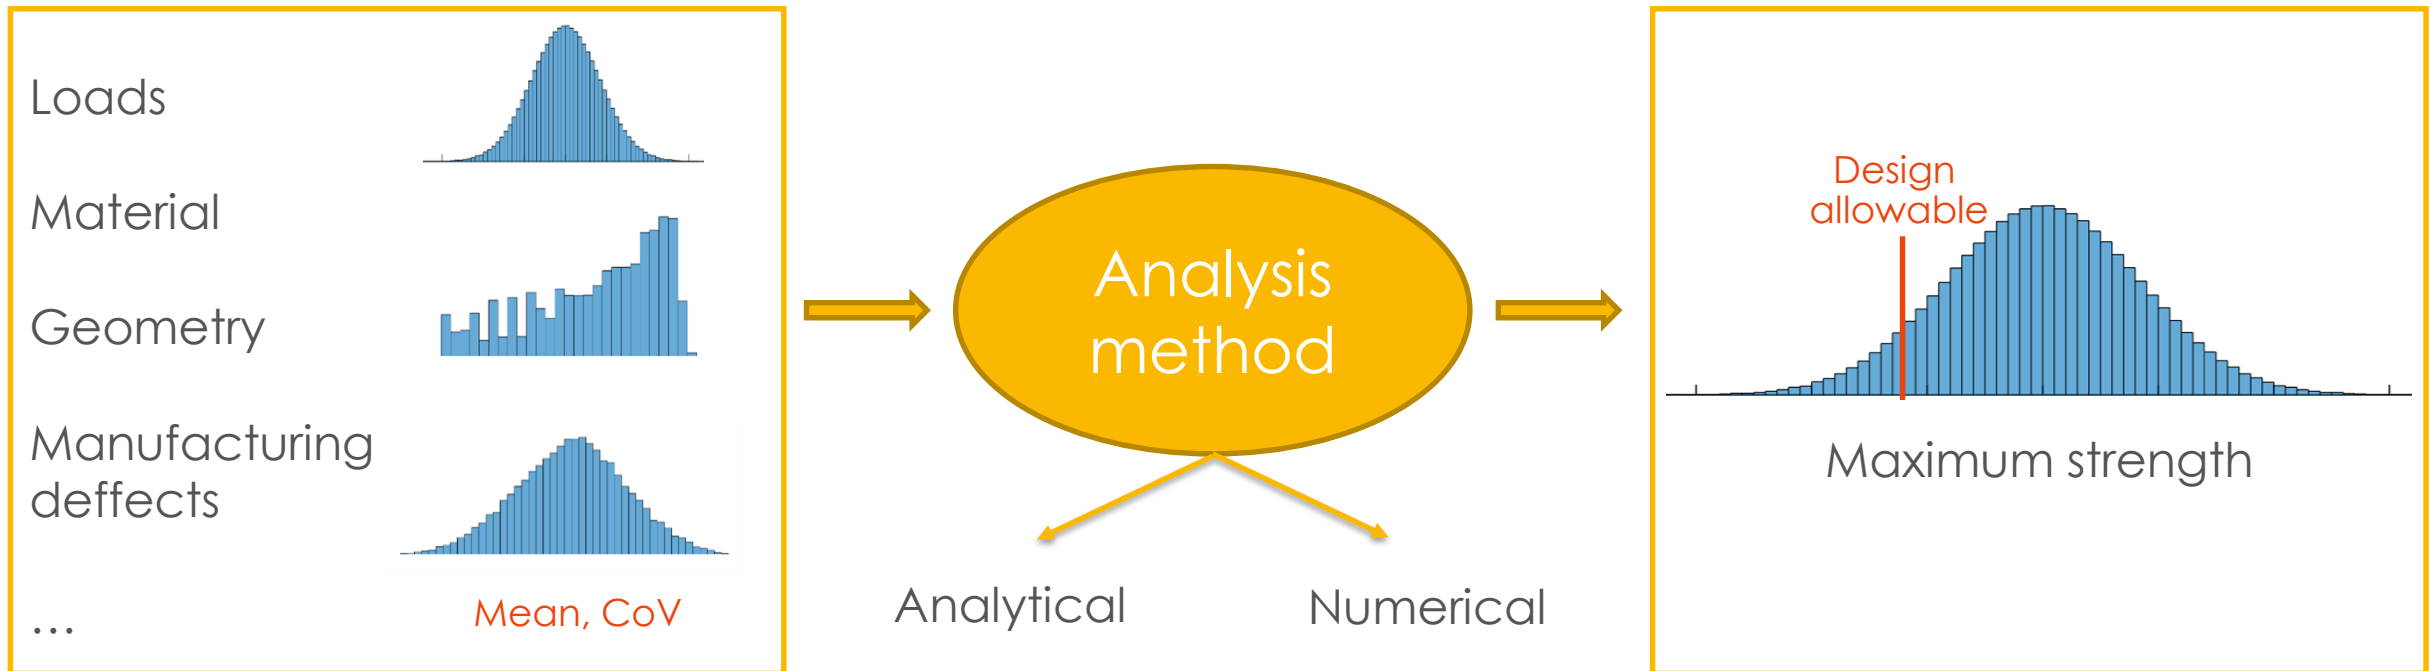 Loads
Material
Geometry
Manufacturing
deffects
...
Mean, CoV
Analysis
method
Analytical
Numerical
Design
allowable
Maximum strength